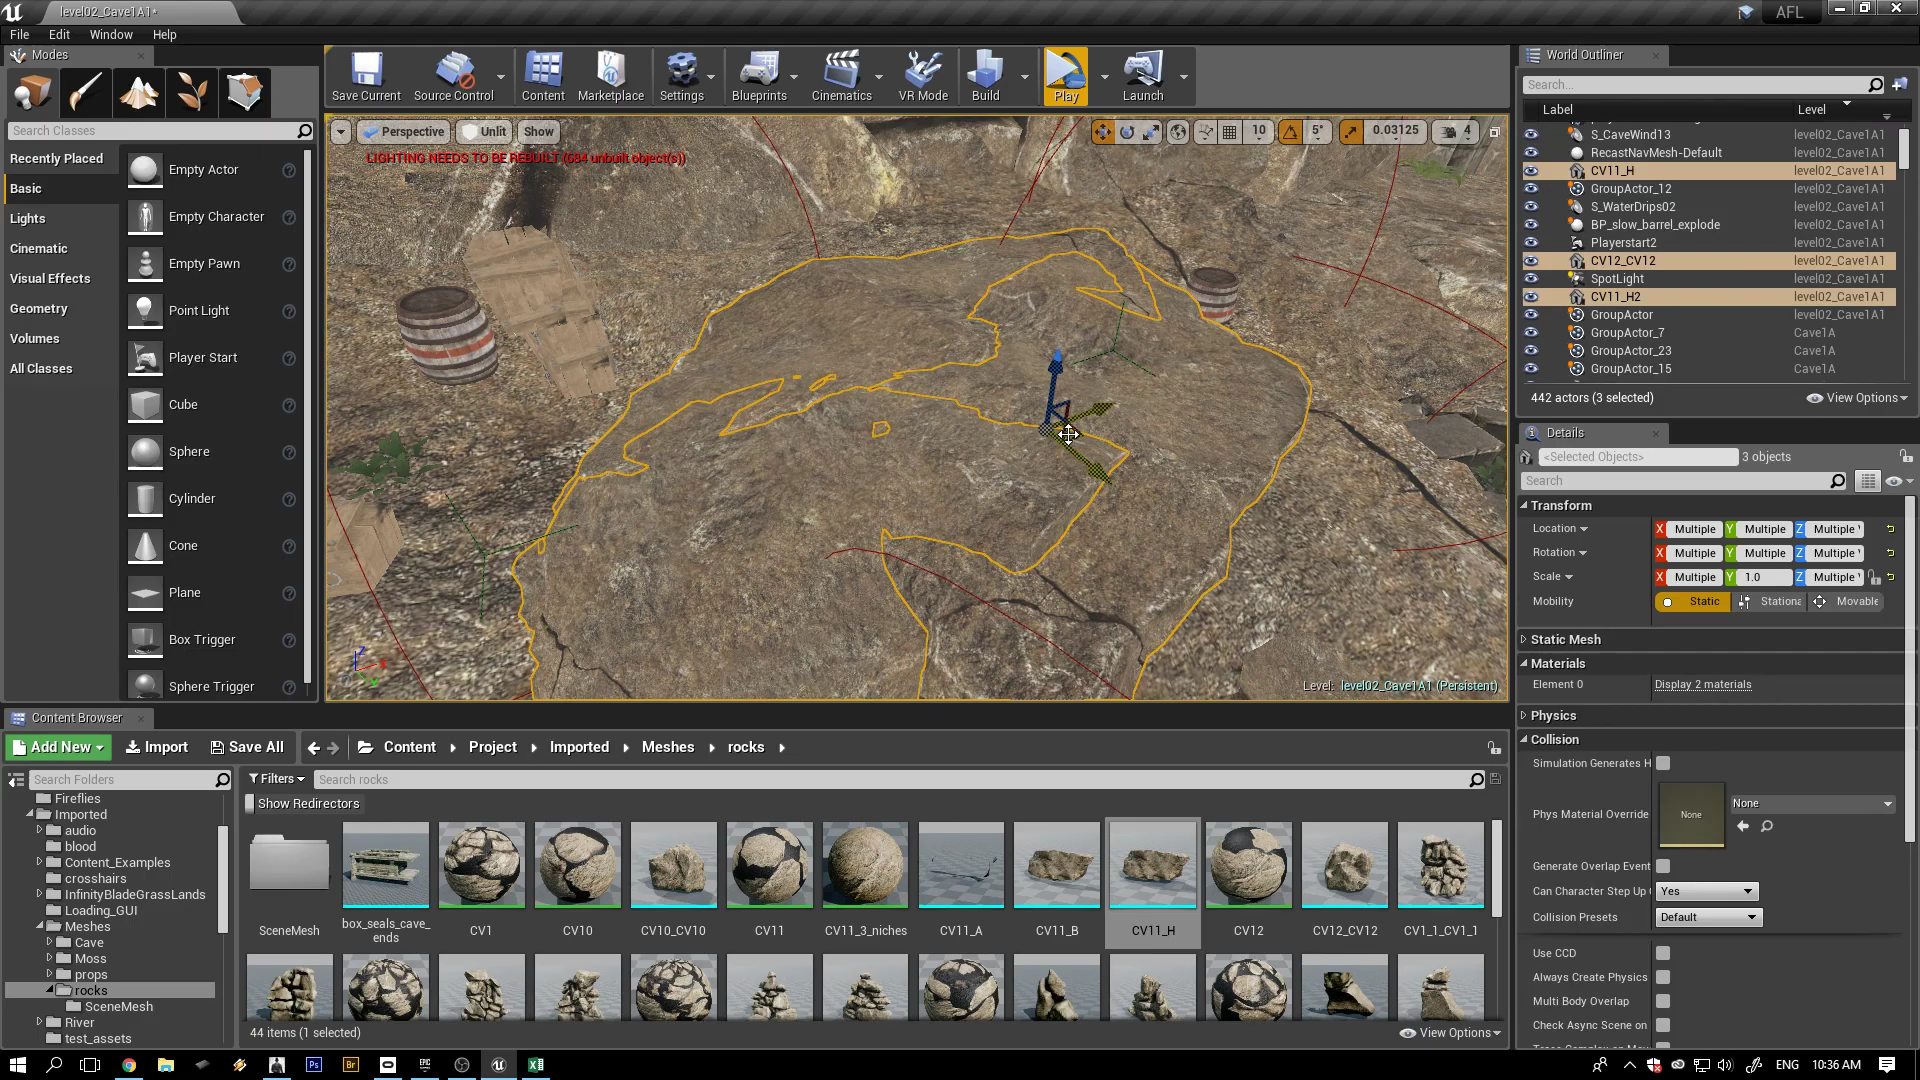 level02_Cave1A1*
AFL
File Edit Window Help
Modes
Search Classes
Recently Placed
Basic
Lights
Cinematic
Visual Effects
Geometry
Volumes
All Classes
Empty Actor
Empty Character
Empty Pawn
Point Light
Player Start
Cube
Sphere
Cylinder
Cone
Plane
Box Trigger
Sphere Trigger
Save Current Source Control Content Marketplace Settings Blueprints Cinematics VR Mode Build Play Launch
Perspective Unlit Show
10 5° 0.03125 4
LIGHTING NEEDS TO BE REBUILT (684 unbuilt object(s))
Level: level02_Cave1A1 (Persistent)
World Outliner
Search...
Label Level
S_CaveWind13 level02_Cave1A1
RecastNavMesh-Default level02_Cave1A1
CV11_H level02_Cave1A1
GroupActor_12 level02_Cave1A1
S_WaterDrips02 level02_Cave1A1
BP_slow_barrel_explode level02_Cave1A1
Playerstart2 level02_Cave1A1
CV12_CV12 level02_Cave1A1
SpotLight level02_Cave1A1
CV11_H2 level02_Cave1A1
GroupActor level02_Cave1A1
GroupActor_7 Cave1A
GroupActor_23 Cave1A
GroupActor_15 Cave1A
442 actors (3 selected) View Options
Details
<Selected Objects> 3 objects
Search
Transform
Location X Multiple Y Multiple Z Multiple
Rotation X Multiple Y Multiple Z Multiple
Scale X Multiple Y 1.0 Z Multiple
Mobility Static Stationa Movable
Static Mesh
Materials
Element 0 Display 2 materials
Physics
Collision
Simulation Generates H
Phys Material Override None None
Generate Overlap Event
Can Character Step Up Yes
Collision Presets Default
Use CCD
Always Create Physics
Multi Body Overlap
Check Async Scene on
Content Browser
Add New Import Save All Content Project Imported Meshes rocks
Search Folders
Filters Search rocks
Show Redirectors
Fireflies
Imported
audio
blood
Content_Examples
crosshairs
InfinityBladeGrassLands
Loading_GUI
Meshes
Cave
Moss
props
rocks
SceneMesh
River
test_assets
SceneMesh
box_seals_cave_
ends
CV1
CV10
CV10_CV10
CV11
CV11_3_niches
CV11_A
CV11_B
CV11_H
CV12
CV12_CV12
CV1_1_CV1_1
44 items (1 selected) View Options
Ps Br EPIC
ENG 10:36 AM